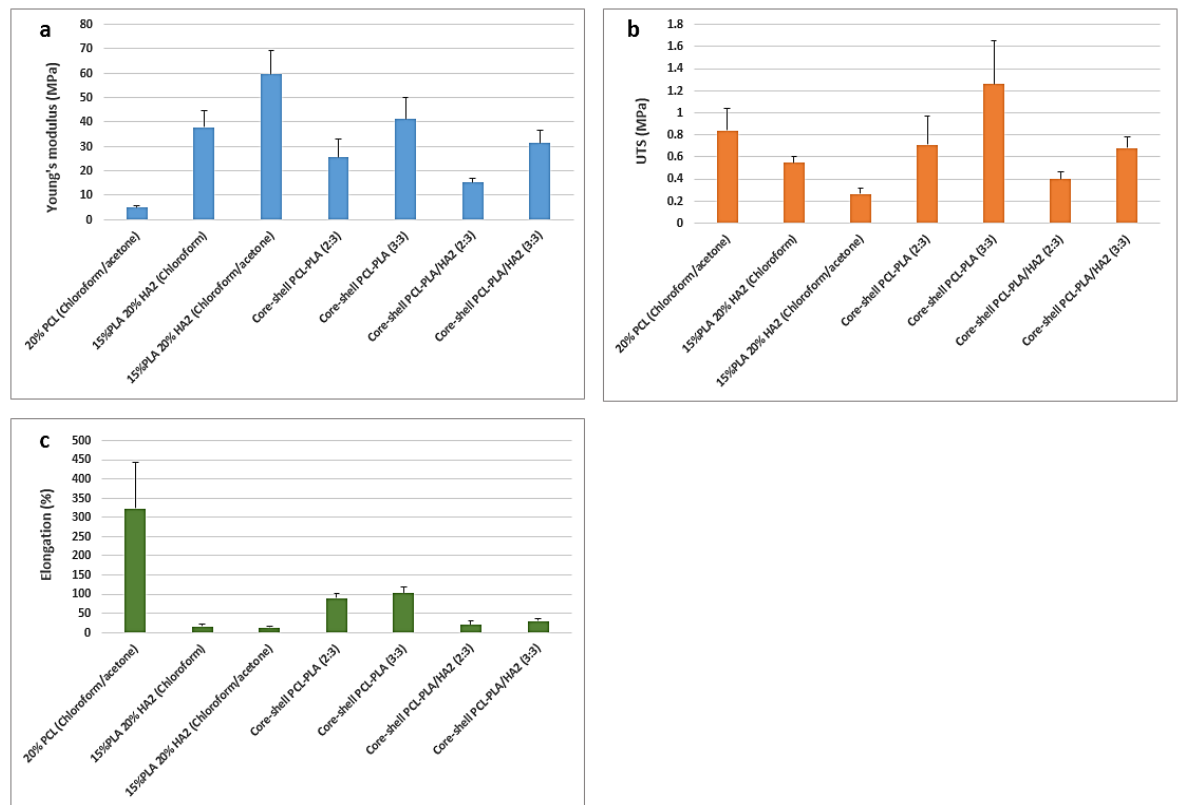 a
Young's modulus (MPa)
80
70
60
50
40
30
20
10
0
20% PCL (Chloroform/acetone)
15%PLA 20% HA2 (Chloroform)
15%PLA 20% HA2 (Chloroform/acetone)
Core-shell PCL-PLA (2:3)
Core-shell PCL-PLA (3:3)
Core-shell PCL-PLA/HA2 (2:3)
Core-shell PCL-PLA/HA2 (3:3)
b
UTS (MPa)
1.8
1.6
1.4
1.2
1
0.8
0.6
0.4
0.2
0
20% PCL (Chloroform/acetone)
15%PLA 20% HA2 (Chloroform)
15%PLA 20% HA2 (Chloroform/acetone)
Core-shell PCL-PLA (2:3)
Core-shell PCL-PLA (3:3)
Core-shell PCL-PLA/HA2 (2:3)
Core-shell PCL-PLA/HA2 (3:3)
c
Elongation (%)
500
450
400
350
300
250
200
150
100
50
0
20% PCL (Chloroform/acetone)
15%PLA 20% HA2 (Chloroform)
15%PLA 20% HA2 (Chloroform/acetone)
Core-shell PCL-PLA (2:3)
Core-shell PCL-PLA (3:3)
Core-shell PCL-PLA/HA2 (2:3)
Core-shell PCL-PLA/HA2 (3:3)